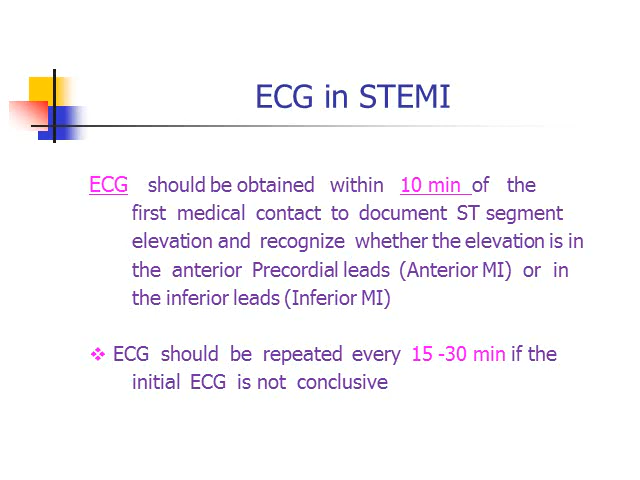 ECG in STEMI
ECG should be obtained within 10 min of the
first medical contact to document ST segment
elevation and recognize whether the elevation is in
the anterior Precordial leads (Anterior MI) or in
the inferior leads (Inferior MI)
❖ ECG should be repeated every 15 -30 min if the
initial ECG is not conclusive